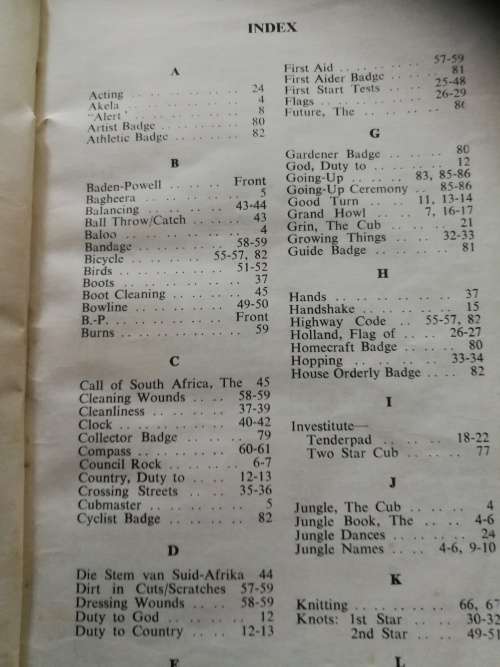 INDEX
A
Acting .......... 24
Akela .......... 4
"Alert" .......... 8
Artist Badge .......... 80
Athletic Badge .......... 82
B
Baden-Powell ...... Front
Bagheera .......... 5
Balancing ........ 43-44
Ball Throw/Catch ...... 43
Baloo .......... 4
Bandage ........ 58-59
Bicycle ...... 55-57, 82
Birds .......... 51-52
Boots .......... 37
Boot Cleaning ...... 45
Bowline ........ 49-50
B.-P. ........ Front
Burns .......... 59
C
Call of South Africa, The 45
Cleaning Wounds .... 58-59
Cleanliness ...... 37-39
Clock ........ 40-42
Collector Badge ...... 79
Compass ........ 60-61
Council Rock ........ 6-7
Country, Duty to .... 12-13
Crossing Streets .... 35-36
Cubmaster ........ 5
Cyclist Badge ........ 82
D
Die Stem van Suid-Afrika 44
Dirt in Cuts/Scratches 57-59
Dressing Wounds .... 58-59
Duty to God ........ 12
Duty to Country .... 12-13
E
First Aid ........ 57-59
First Aider Badge .... 81
First Start Tests .... 25-48
Flags .......... 26-29
Future, The ...... 86
G
Gardener Badge ...... 80
God, Duty to ........ 12
Going-Up ...... 83, 85-86
Going-Up Ceremony .. 85-86
Good Turn .... 11, 13-14
Grand Howl .... 7, 16-17
Grin, The Cub ...... 21
Growing Things .... 32-33
Guide Badge ...... 81
H
Hands .......... 37
Handshake ........ 15
Highway Code .. 55-57, 82
Holland, Flag of .... 26-27
Homecraft Badge ...... 80
Hopping ........ 33-34
House Orderly Badge .... 82
I
Investitute—
Tenderpad ...... 18-22
Two Star Cub ...... 77
J
Jungle, The Cub ...... 4
Jungle Book, The .... 4-6
Jungle Dances ...... 24
Jungle Names .... 4-6, 9-10
K
Knitting ........ 66, 67
Knots: 1st Star .... 30-32
2nd Star .... 49-51
L